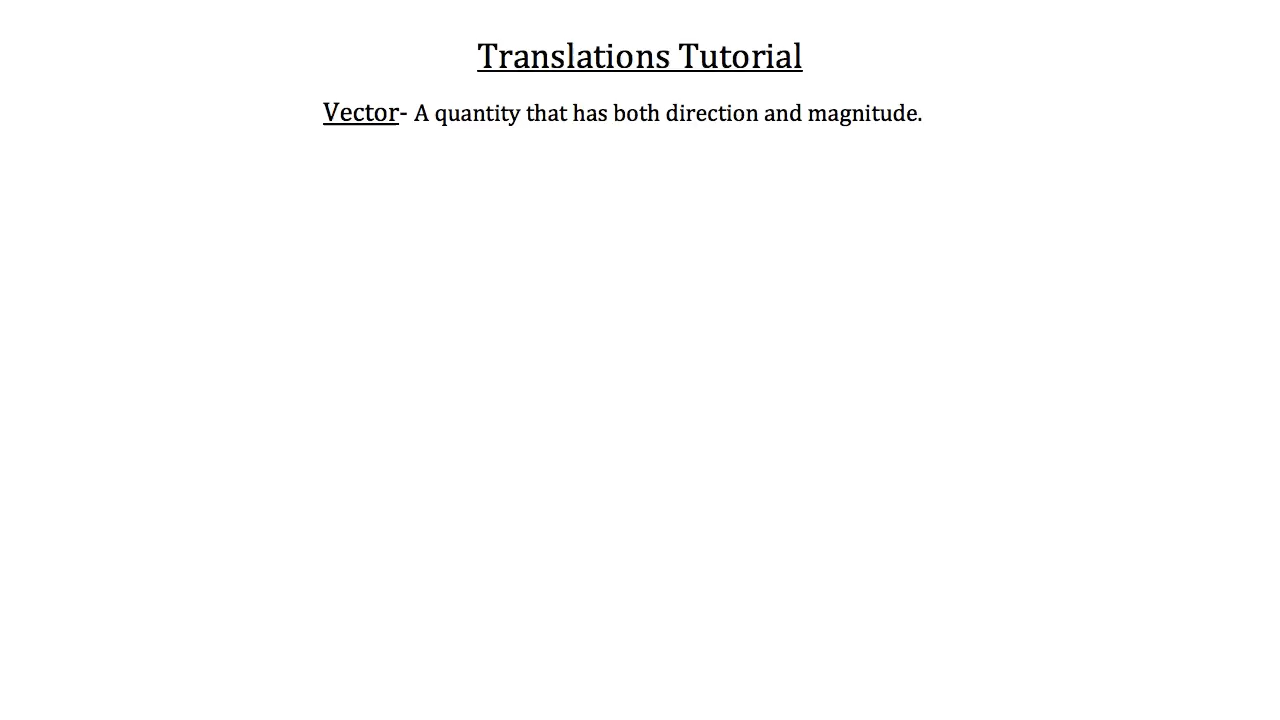 Translations Tutorial
Vector- A quantity that has both direction and magnitude.